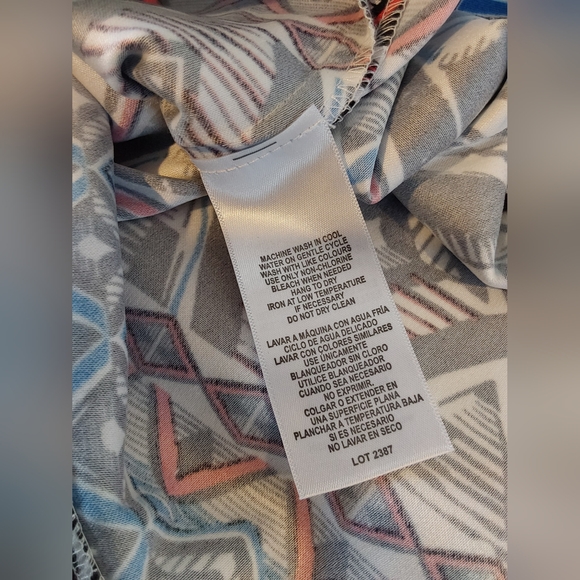 MACHINE WASH IN COOL
WATER ON GENTLE CYCLE
WASH WITH LIKE COLOURS
USE ONLY NON-CHLORINE
BLEACH WHEN NEEDED
HANG TO DRY
IRON AT LOW TEMPERATURE
IF NECESSARY
DO NOT DRY CLEAN
LAVAR A MÁQUINA CON AGUA FRÍA
CICLO DE AGUA DELICADO
LAVAR CON COLORES SIMILARES
USE UNICAMENTE
BLANQUEADOR SIN CLORO
UTILICE BLANQUEADOR
CUANDO SEA NECESARIO
NO EXPRIMIR.
COLGAR O EXTENDER EN
UNA SUPERFICIE PLANA
PLANCHAR A TEMPERATURA BAJA
SI ES NECESARIO
NO LAVAR EN SECO
LOT 2387